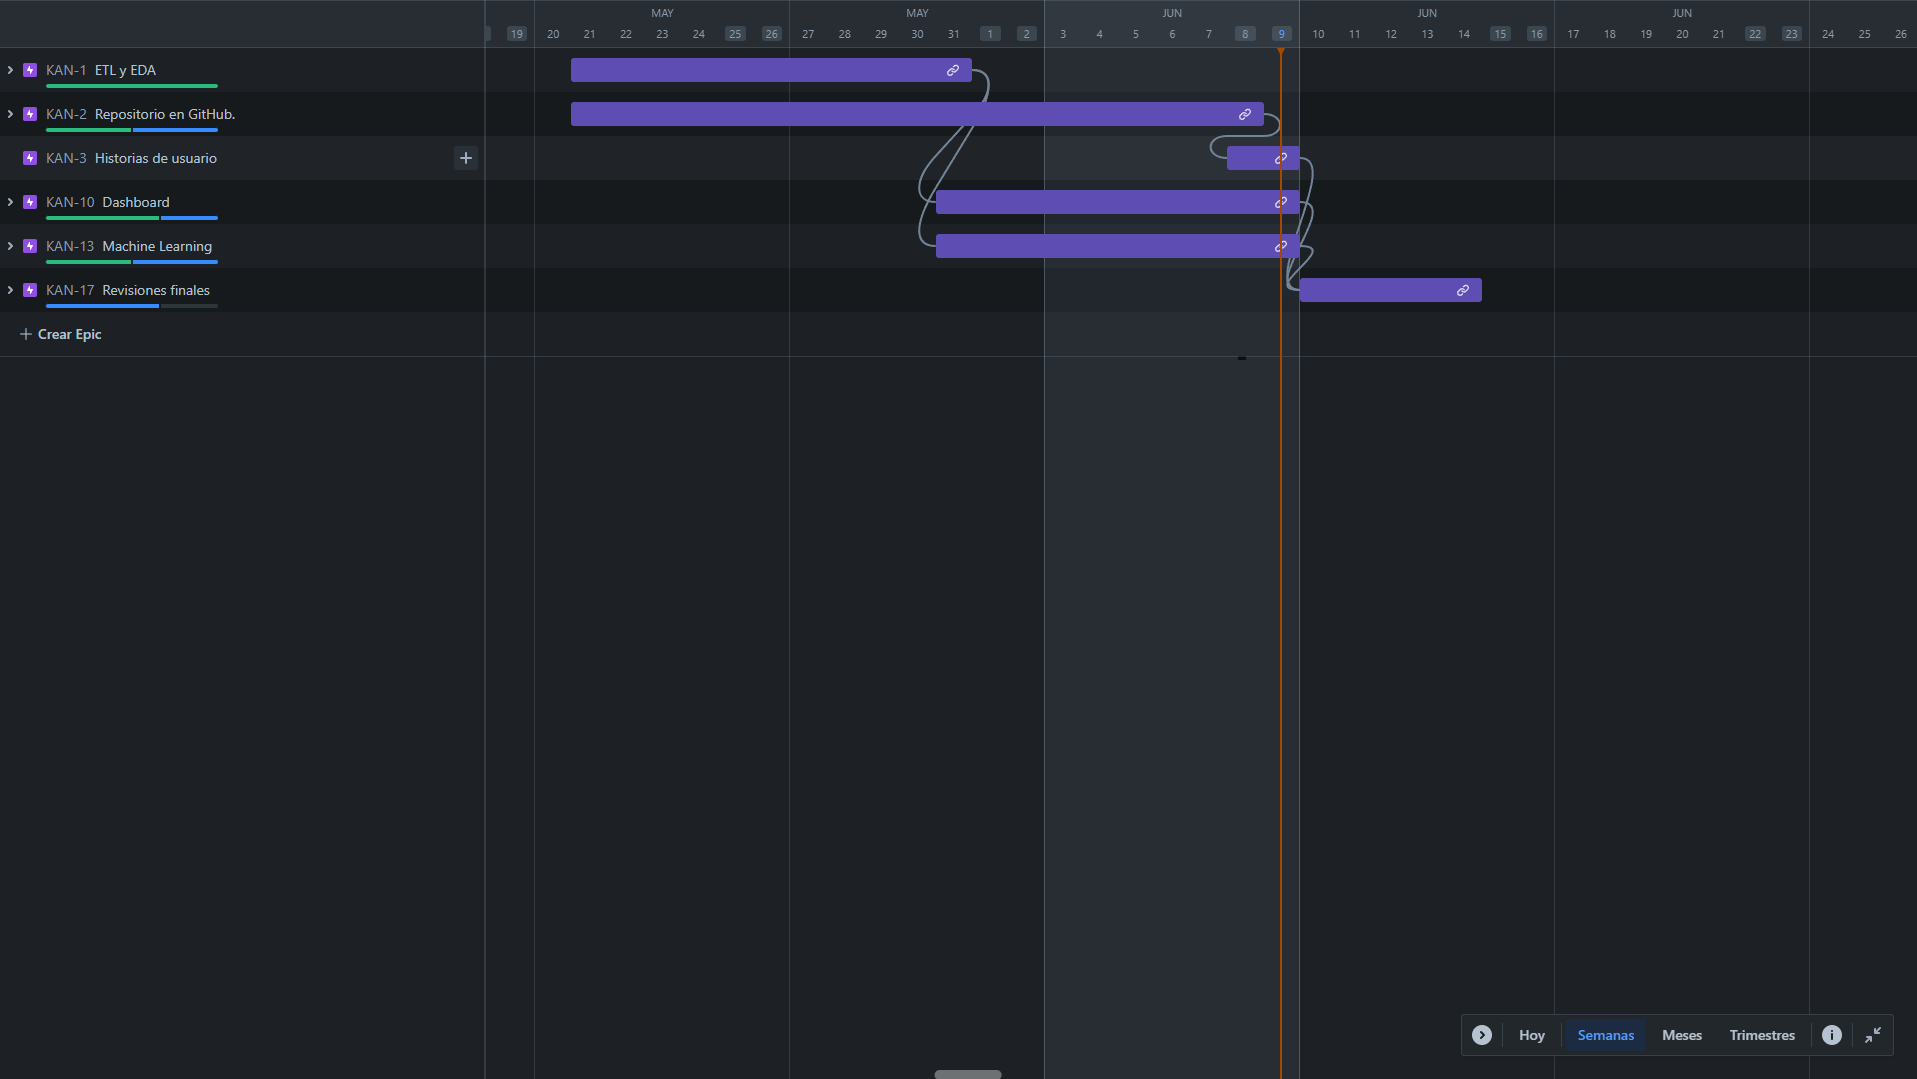 MAY MAY JUN JUN JUN
19 20 21 22 23 24 25 26 27 28 29 30 31 1 2 3 4 5 6 7 8 9 10 11 12 13 14 15 16 17 18 19 20 21 22 23 24 25 26
KAN-1 ETL y EDA
KAN-2 Repositorio en GitHub.
KAN-3 Historias de usuario
KAN-10 Dashboard
KAN-13 Machine Learning
KAN-17 Revisiones finales
Crear Epic
Hoy Semanas Meses Trimestres